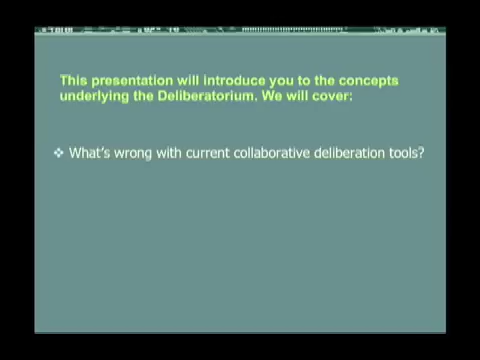 This presentation will introduce you to the concepts
underlying the Deliberatorium. We will cover:
What's wrong with current collaborative deliberation tools?